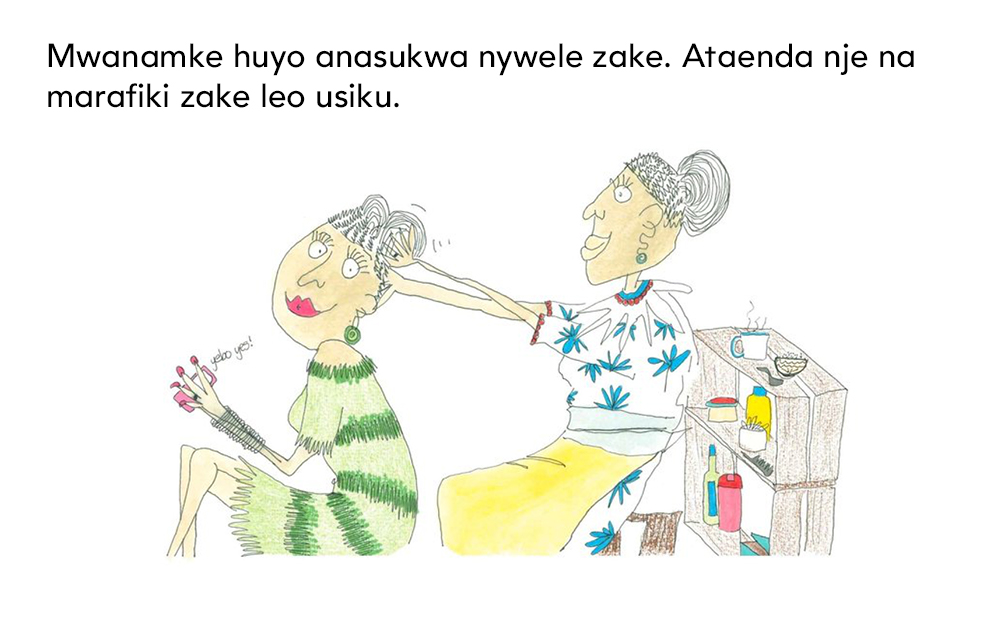 Mwanamke huyo anasukwa nywele zake. Ataenda nje na
marafiki zake leo usiku.
yebo yes!